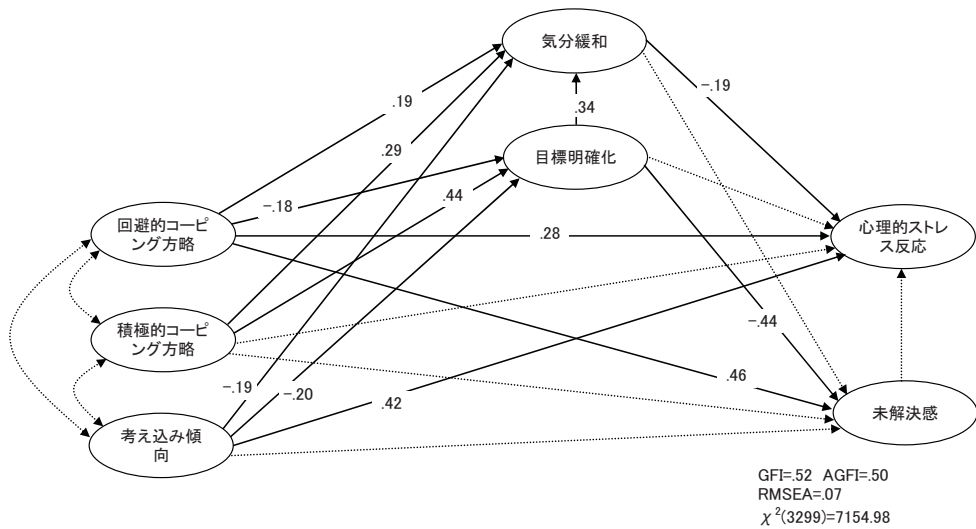 気分緩和
-.19
.19
.34
.29
目標明確化
-.18
.44
回避的コーピ
ング方略
.28
心理的ストレ
ス反応
積極的コーピ
ング方略
-.44
-.19
-.20
.42
.46
考え込み傾
向
未解決感
GFI=.52 AGFI=.50
RMSEA=.07
χ²(3299)=7154.98